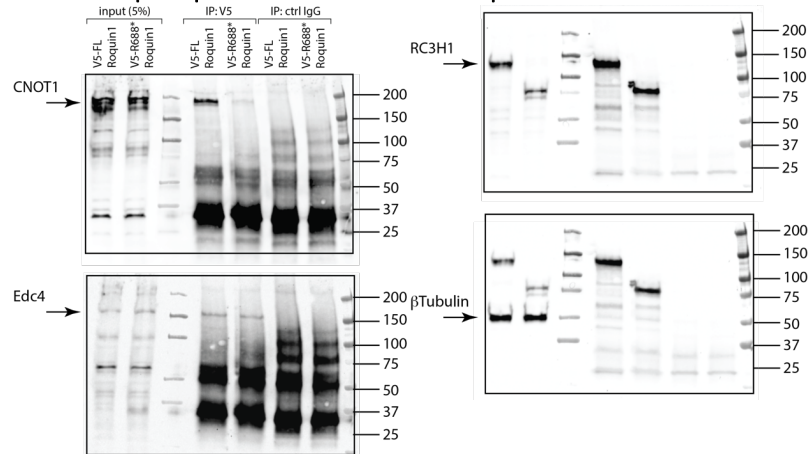 input (5%) IP: V5 IP: ctrl IgG
V5-FL
Roquin1
V5-R688*
Roquin1
V5-FL
Roquin1
V5-R688*
Roquin1
V5-FL
Roquin1
V5-R688*
Roquin1
CNOT1
200
150
100
75
50
37
25
Edc4
200
150
100
75
50
37
25
RC3H1
200
150
100
75
50
37
25
βTubulin
200
150
100
75
50
37
25